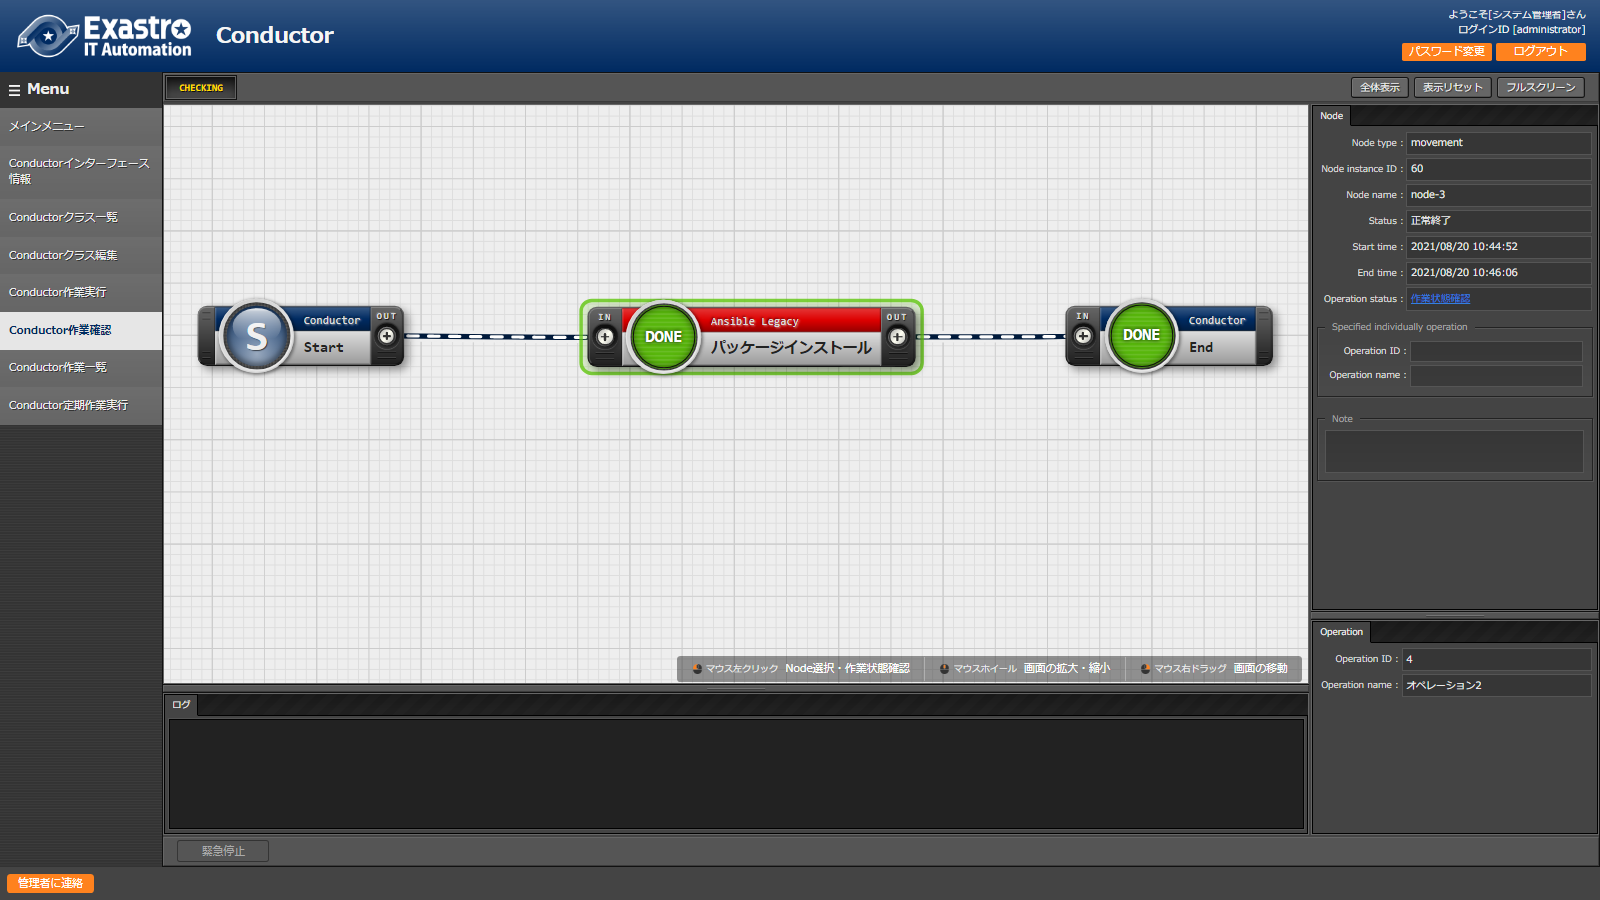 Exastro
IT Automation
Conductor
ようこそ[システム管理者]さん
ログインID [administrator]
パスワード変更
ログアウト
Menu
メインメニュー
Conductorインターフェース
情報
Conductorクラス一覧
Conductorクラス編集
Conductor作業実行
Conductor作業確認
Conductor作業一覧
Conductor定期作業実行
CHECKING
全体表示
表示リセット
フルスクリーン
S
Conductor
Start
OUT
IN
DONE
Ansible Legacy
パッケージインストール
OUT
IN
DONE
Conductor
End
マウス左クリック Node選択・作業状態確認
マウスホイール 画面の拡大・縮小
マウス右ドラッグ 画面の移動
ログ
緊急停止
Node
Node type : movement
Node instance ID : 60
Node name : node-3
Status : 正常終了
Start time : 2021/08/20 10:44:52
End time : 2021/08/20 10:46:06
Operation status : 作業状態確認
Specified individually operation
Operation ID :
Operation name :
Note
Operation
Operation ID : 4
Operation name : オペレーション2
管理者に連絡